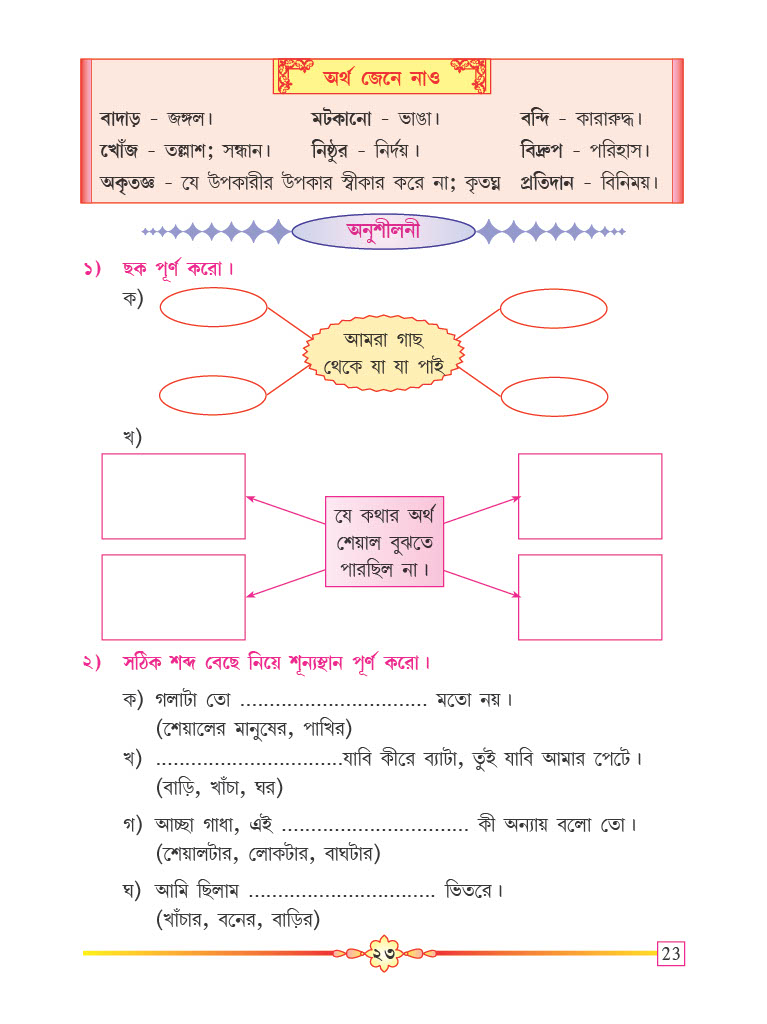 অর্থ জেনে নাও
বাদাড় - জঙ্গল। মটকানো - ভাঙা। বন্দি - কারারুদ্ধ।
খোঁজ - তল্লাশ; সন্ধান। নিষ্ঠুর - নির্দয়। বিদ্রুপ - পরিহাস।
অকৃতজ্ঞ - যে উপকারীর উপকার স্বীকার করে না; কৃতঘ্ন প্রতিদান - বিনিময়।
অনুশীলনী
১) ছক পূর্ণ করো।
ক)
আমরা গাছ
থেকে যা যা পাই
খ)
যে কথার অর্থ
শেয়াল বুঝতে
পারছিল না।
২) সঠিক শব্দ বেছে নিয়ে শূন্যস্থান পূর্ণ করো।
ক) গলাটা তো ................................ মতো নয়।
(শেয়ালের মানুষের, পাখির)
খ) ................................যাবি কীরে ব্যাটা, তুই যাবি আমার পেটে।
(বাড়ি, খাঁচা, ঘর)
গ) আচ্ছা গাধা, এই ................................ কী অন্যায় বলো তো।
(শেয়ালটার, লোকটার, বাঘটার)
ঘ) আমি ছিলাম ................................ ভিতরে।
(খাঁচার, বনের, বাড়ির)
২৩ 23